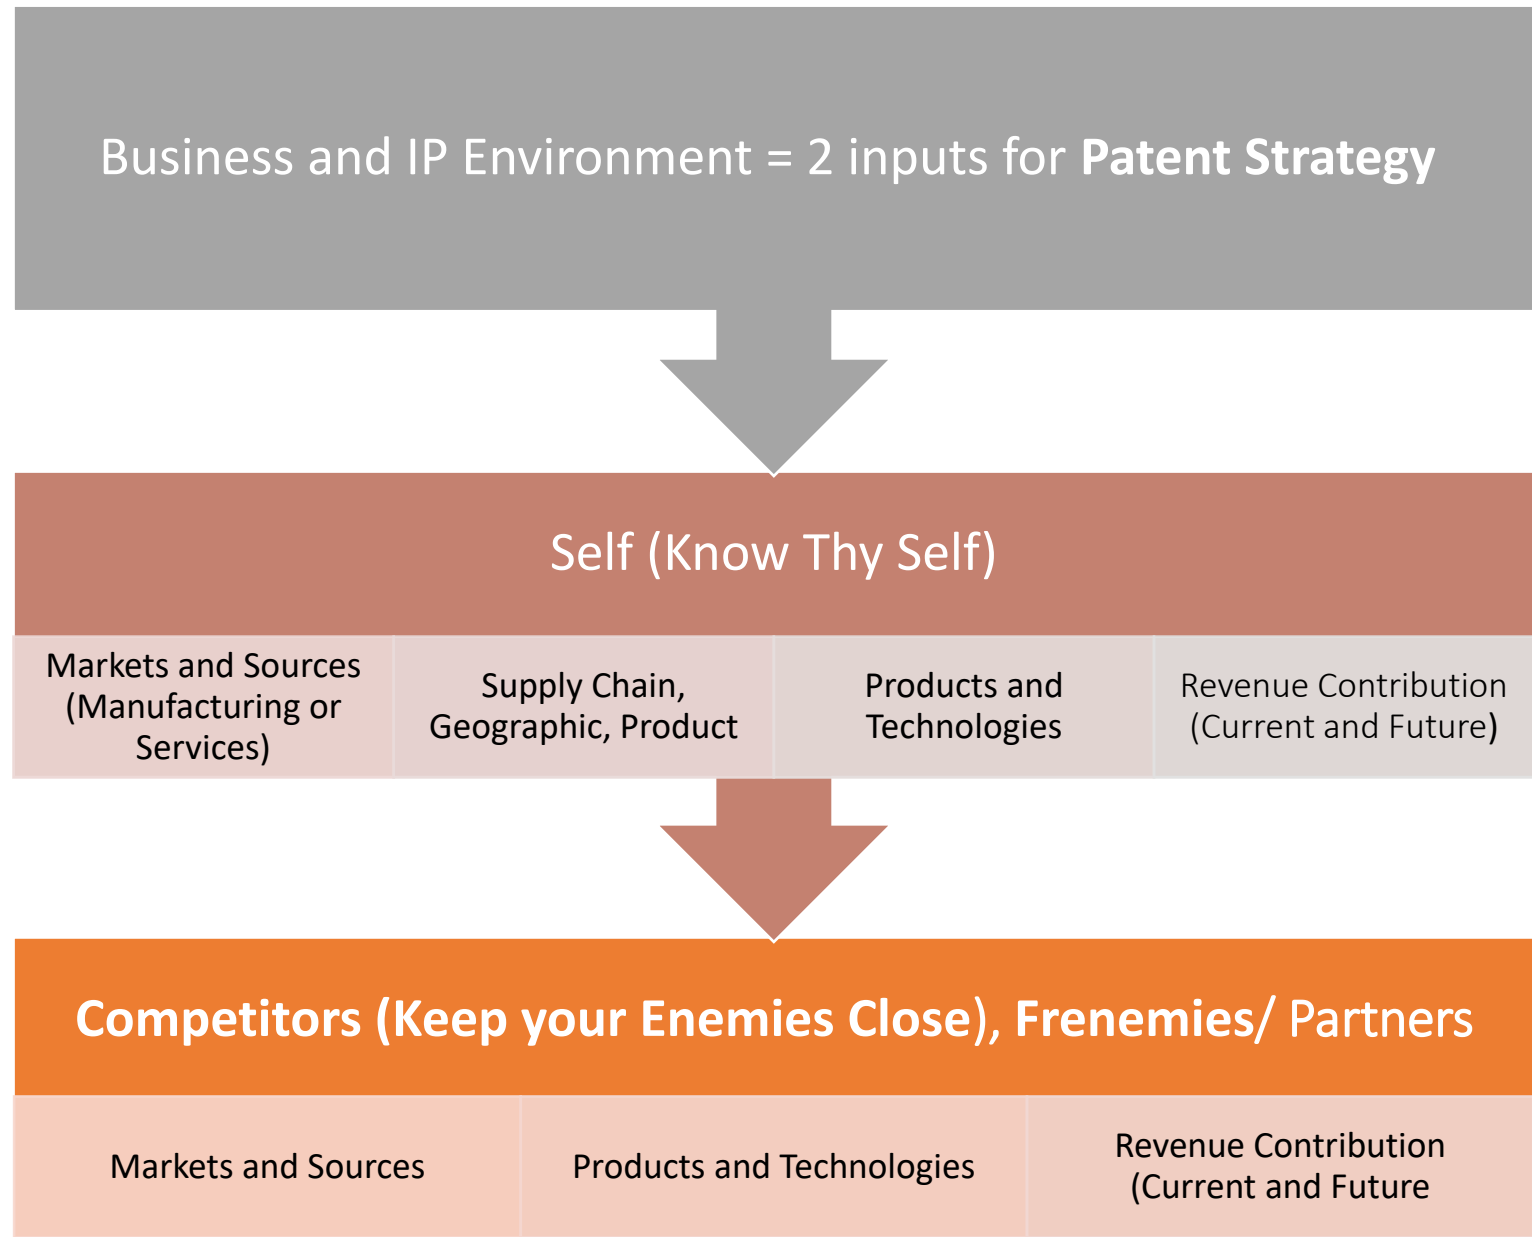 Business and IP Environment = 2 inputs for Patent Strategy
Self (Know Thy Self)
Markets and Sources
(Manufacturing or
Services)
Supply Chain,
Geographic, Product
Products and
Technologies
Revenue Contribution
(Current and Future)
Competitors (Keep your Enemies Close), Frenemies/ Partners
Markets and Sources
Products and Technologies
Revenue Contribution
(Current and Future